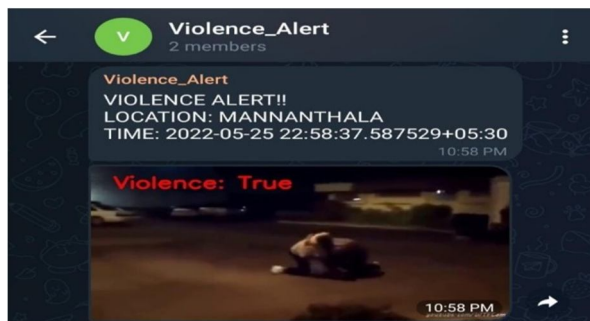 V
Violence_Alert
2 members
Violence_Alert
VIOLENCE ALERT!!
LOCATION: MANNANTHALA
TIME: 2022-05-25 22:58:37.587529+05:30
10:58 PM
Violence: True
10:58 PM